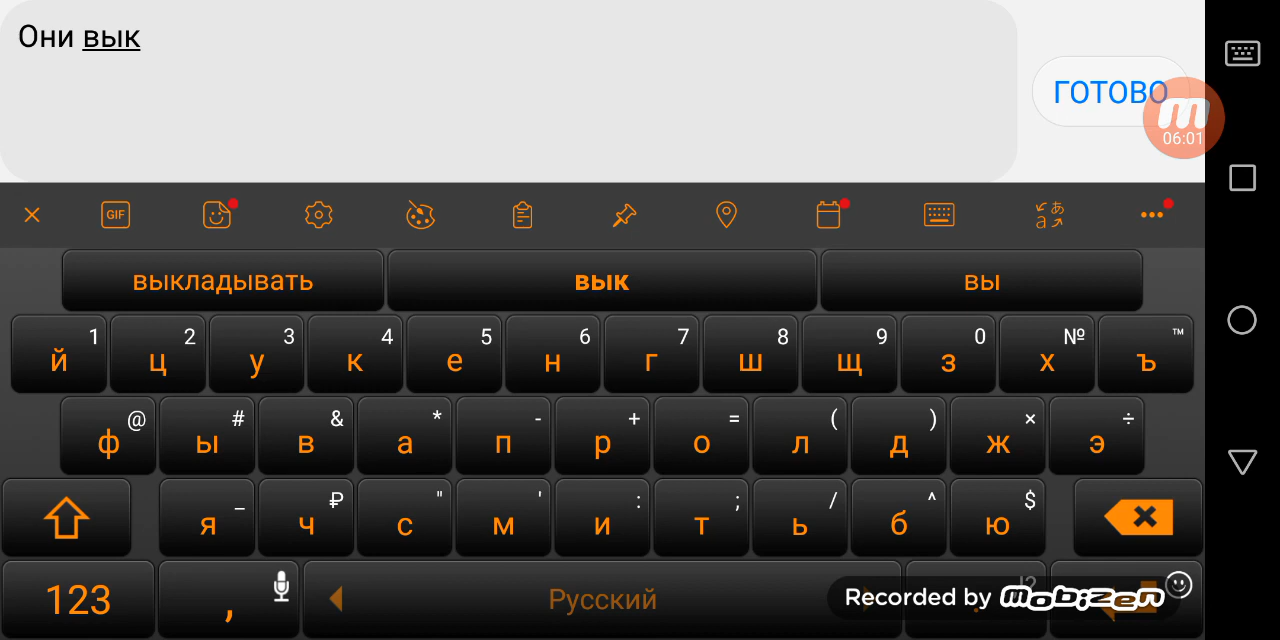 Они вык
ГОТОВО
06:01
GIF
выкладывать вык вы
1 2 3 4 5 6 7 8 9 0 № ™
й ц у к е н г ш щ з х ъ
@ # & * - + = ( ) × ÷
ф ы в а п р о л д ж э
_ ₽ " ' : ; / ^ $
я ч с м и т ь б ю
123 , Русский . !?
Recorded by mobizen